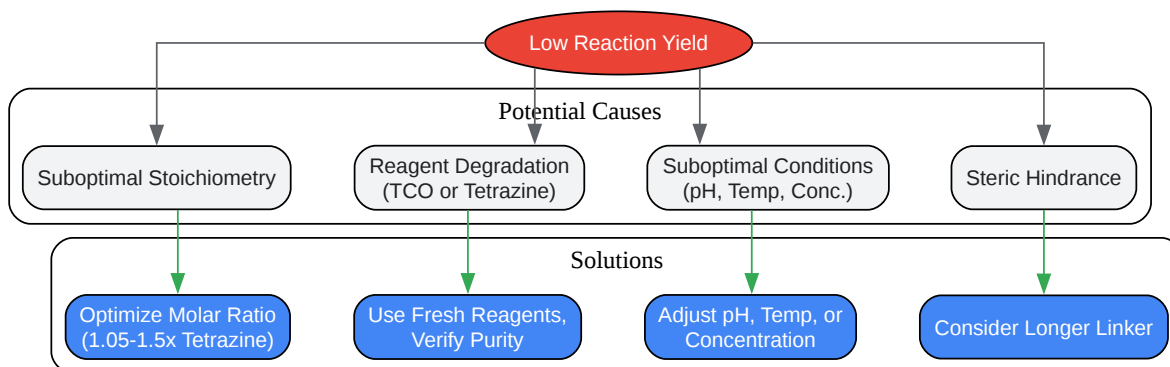 Low Reaction Yield
Potential Causes
Suboptimal Stoichiometry
Reagent Degradation
(TCO or Tetrazine)
Suboptimal Conditions
(pH, Temp, Conc.)
Steric Hindrance
Solutions
Optimize Molar Ratio
(1.05-1.5x Tetrazine)
Use Fresh Reagents,
Verify Purity
Adjust pH, Temp, or
Concentration
Consider Longer Linker